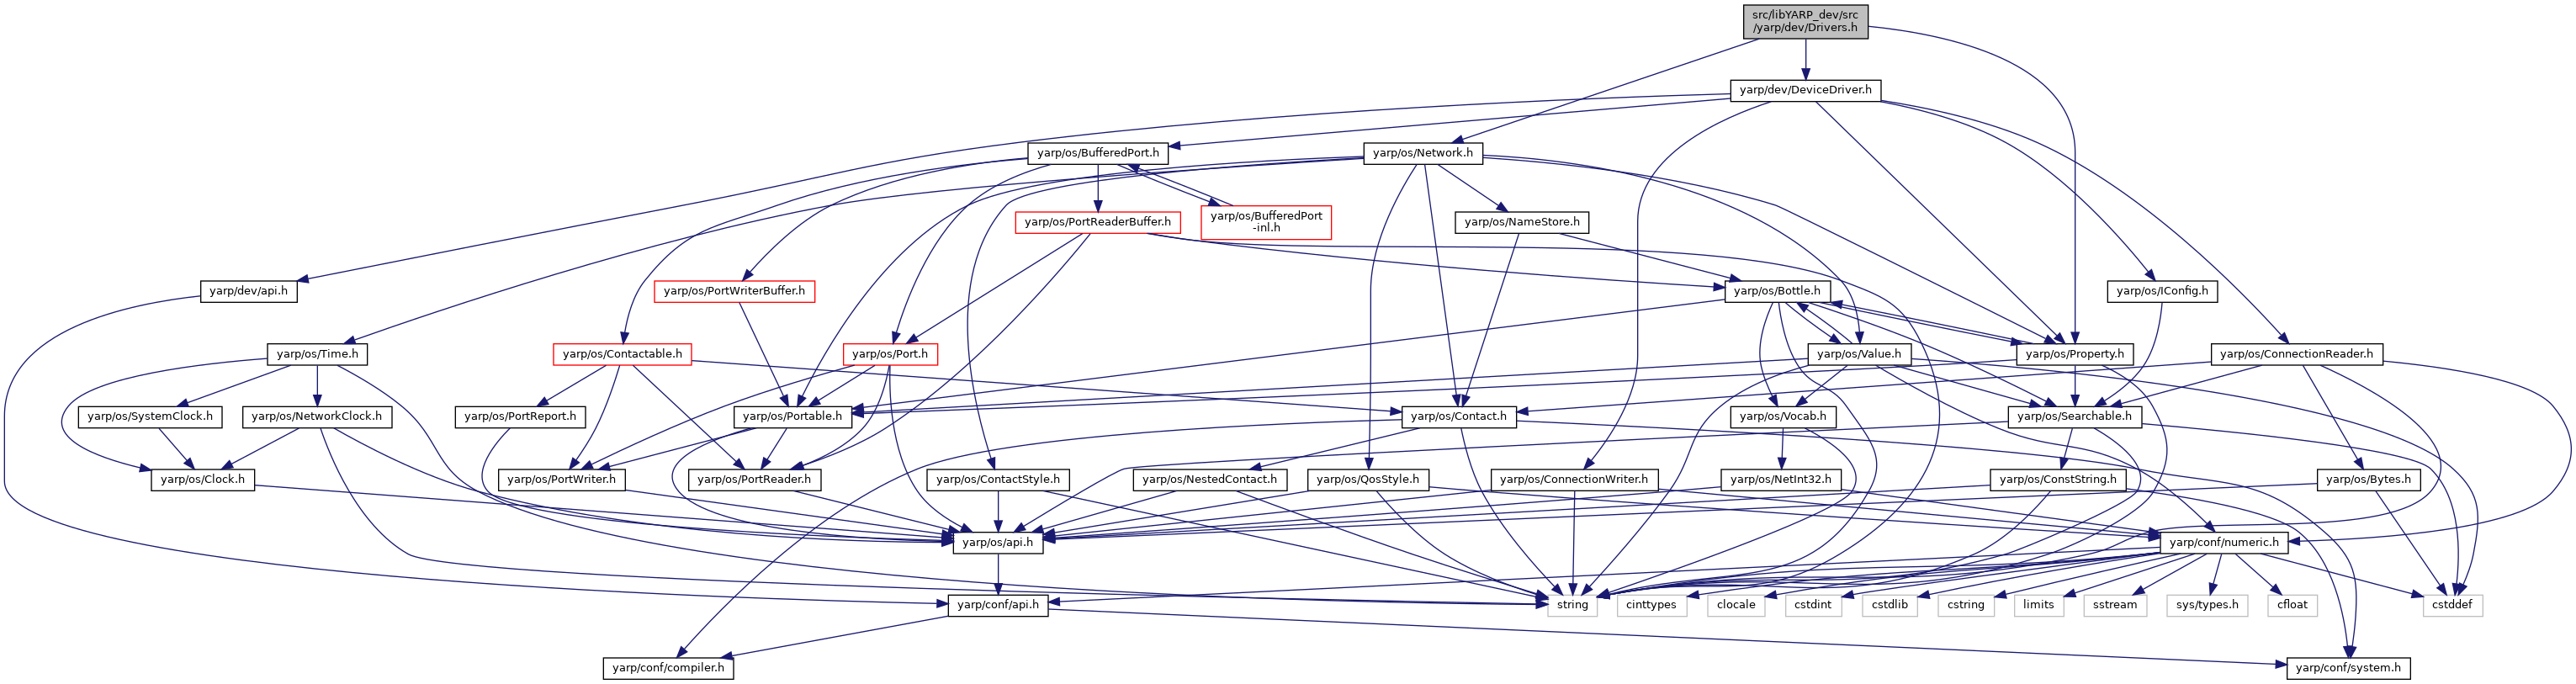 src/libYARP_dev/src
/yarp/dev/Drivers.h
yarp/dev/DeviceDriver.h
yarp/os/BufferedPort.h
yarp/os/Network.h
yarp/os/PortReaderBuffer.h
yarp/os/BufferedPort
-inl.h
yarp/os/NameStore.h
yarp/dev/api.h
yarp/os/PortWriterBuffer.h
yarp/os/Bottle.h
yarp/os/IConfig.h
yarp/os/Time.h
yarp/os/Contactable.h
yarp/os/Port.h
yarp/os/Value.h
yarp/os/Property.h
yarp/os/ConnectionReader.h
yarp/os/SystemClock.h
yarp/os/NetworkClock.h
yarp/os/PortReport.h
yarp/os/Portable.h
yarp/os/Contact.h
yarp/os/Vocab.h
yarp/os/Searchable.h
yarp/os/Clock.h
yarp/os/PortWriter.h
yarp/os/PortReader.h
yarp/os/ContactStyle.h
yarp/os/NestedContact.h
yarp/os/QosStyle.h
yarp/os/ConnectionWriter.h
yarp/os/NetInt32.h
yarp/os/ConstString.h
yarp/os/Bytes.h
yarp/os/api.h
yarp/conf/numeric.h
yarp/conf/api.h
string
cinttypes
clocale
cstdint
cstdlib
cstring
limits
sstream
sys/types.h
cfloat
cstddef
yarp/conf/compiler.h
yarp/conf/system.h